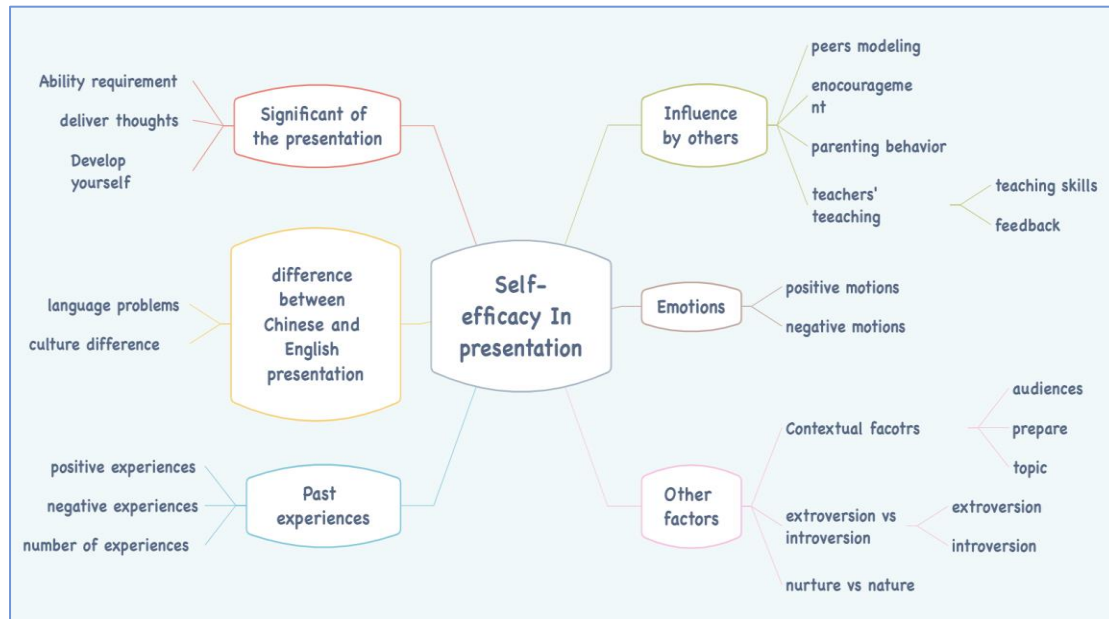 Self-
efficacy In
presentation
Significant of
the presentation
Ability requirement
deliver thoughts
Develop
yourself
difference
between
Chinese and
English
presentation
language problems
culture difference
Past
experiences
positive experiences
negative experiences
number of experiences
Influence
by others
peers modeling
enocourageme
nt
parenting behavior
teachers'
teeaching
teaching skills
feedback
Emotions
positive motions
negative motions
Other
factors
Contextual facotrs
audiences
prepare
topic
extroversion vs
introversion
extroversion
introversion
nurture vs nature